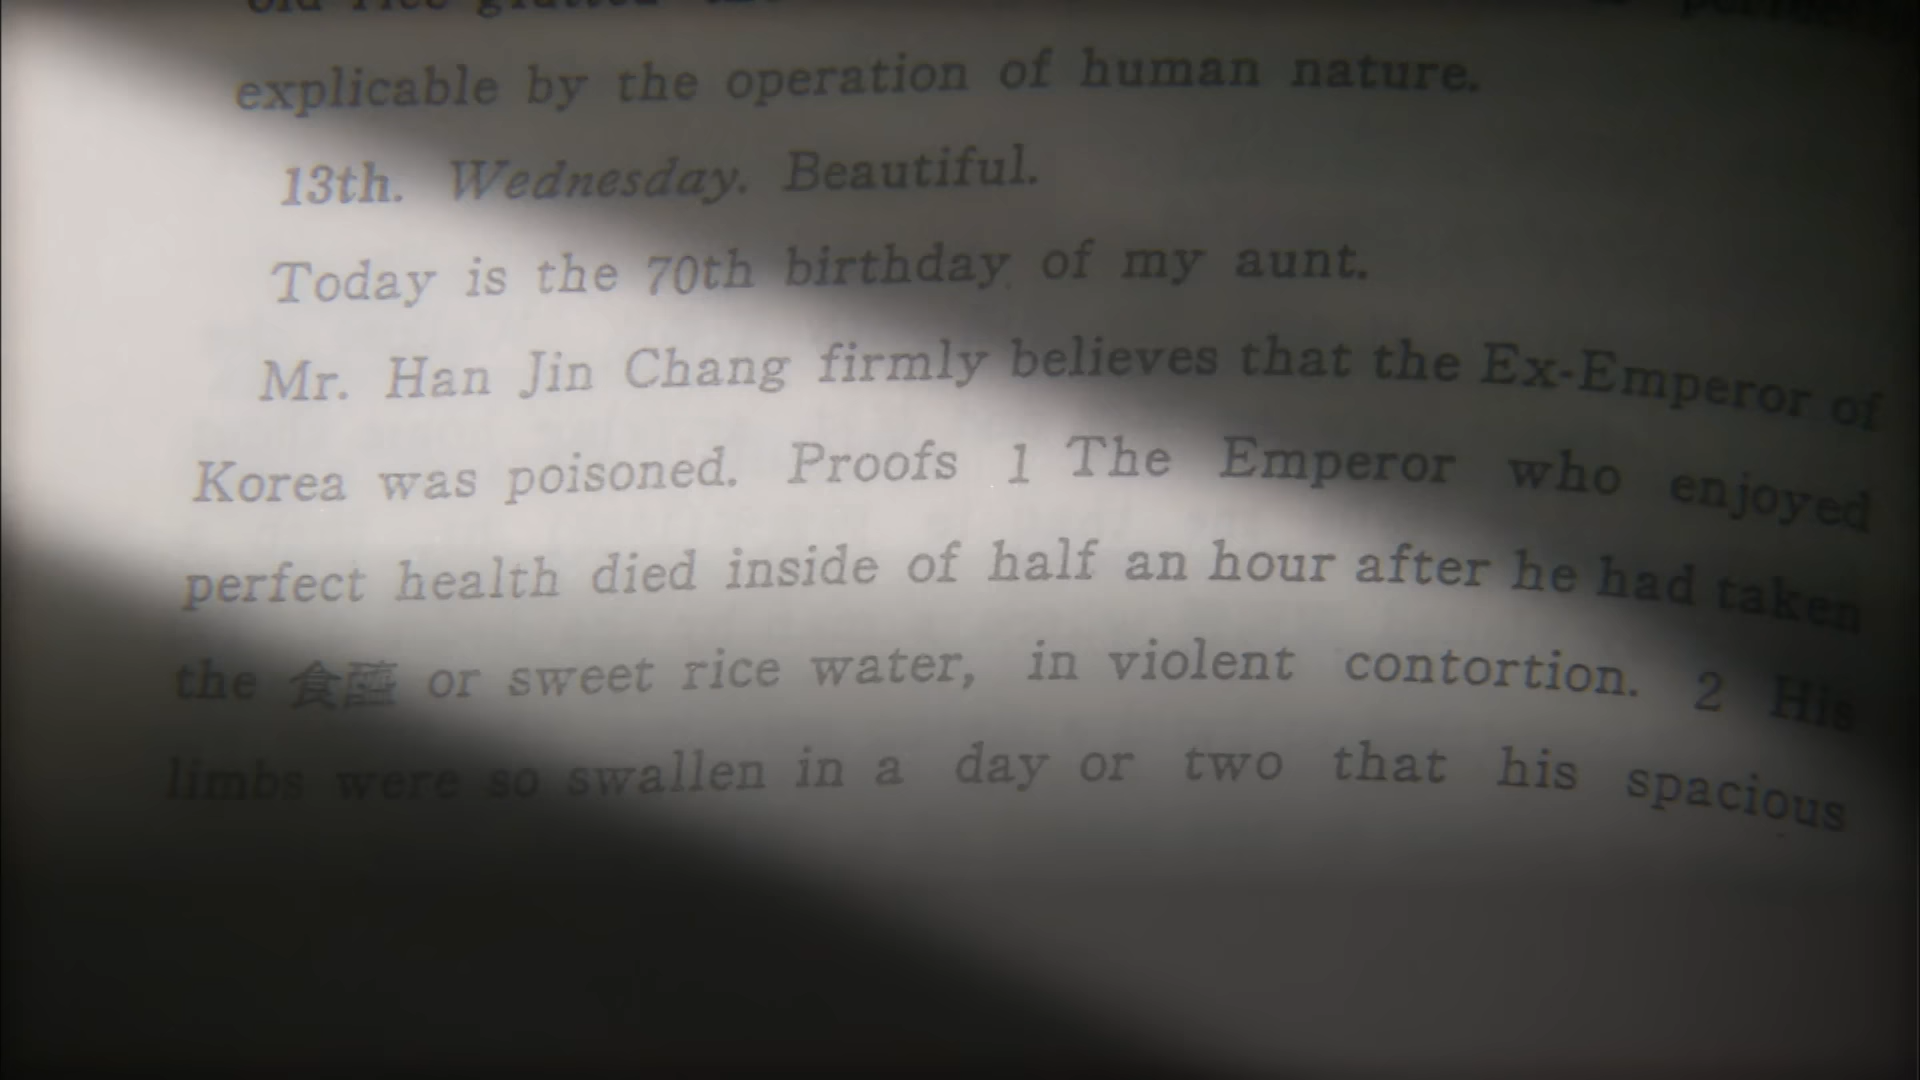 old rice
explicable by the operation of human nature.
13th. Wednesday. Beautiful.
Today is the 70th birthday of my aunt.
Mr. Han Jin Chang firmly believes that the Ex-Emperor of
Korea was poisoned. Proofs 1 The Emperor who enjoyed
perfect health died inside of half an hour after he had taken
the 食醯 or sweet rice water, in violent contortion. 2 His
limbs were so swallen in a day or two that his spacious